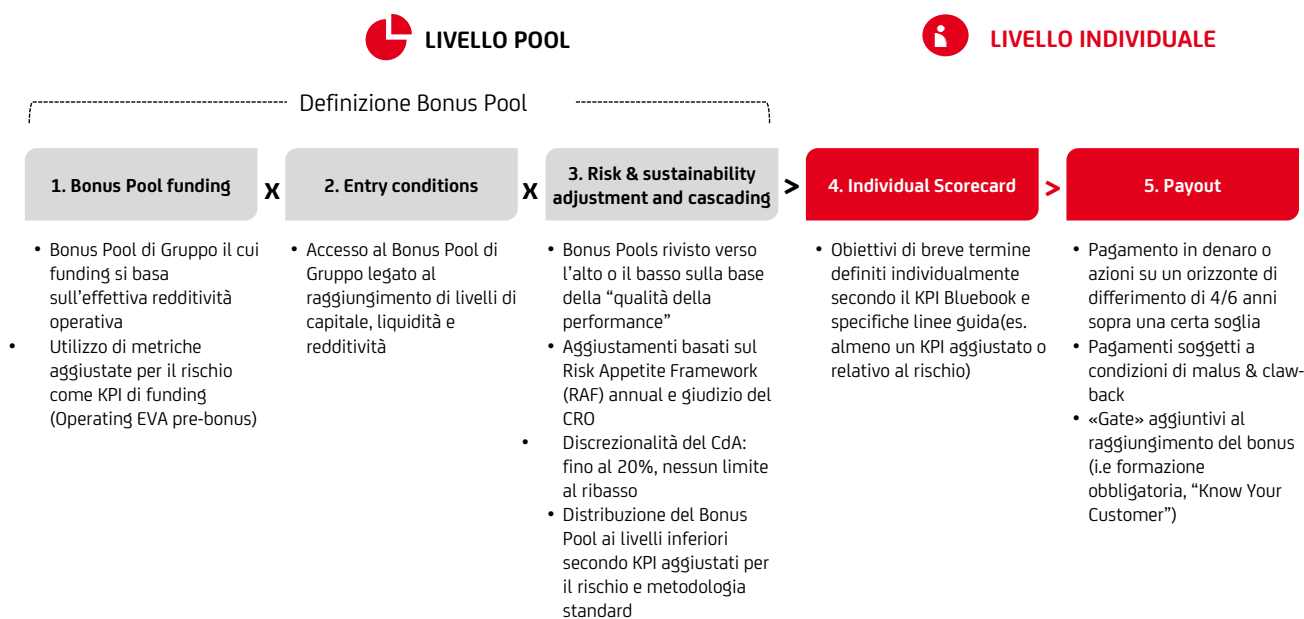 LIVELLO POOL
LIVELLO INDIVIDUALE
Definizione Bonus Pool
1. Bonus Pool funding
X
2. Entry conditions
X
3. Risk & sustainability
adjustment and cascading
>
4. Individual Scorecard
>
5. Payout
• Bonus Pool di Gruppo il cui
funding si basa
sull'effettiva redditività
operativa
• Utilizzo di metriche
aggiustate per il rischio
come KPI di funding
(Operating EVA pre-bonus)
• Accesso al Bonus Pool di
Gruppo legato al
raggiungimento di livelli di
capitale, liquidità e
redditività
• Bonus Pools rivisto verso
l'alto o il basso sulla base
della "qualità della
performance"
• Aggiustamenti basati sul
Risk Appetite Framework
(RAF) annual e giudizio del
CRO
• Discrezionalità del CdA:
fino al 20%, nessun limite
al ribasso
• Distribuzione del Bonus
Pool ai livelli inferiori
secondo KPI aggiustati per
il rischio e metodologia
standard
• Obiettivi di breve termine
definiti individualmente
secondo il KPI Bluebook e
specifiche linee guida(es.
almeno un KPI aggiustato o
relativo al rischio)
• Pagamento in denaro o
azioni su un orizzonte di
differimento di 4/6 anni
sopra una certa soglia
• Pagamenti soggetti a
condizioni di malus & claw-
back
• «Gate» aggiuntivi al
raggiungimento del bonus
(i.e formazione
obbligatoria, "Know Your
Customer")